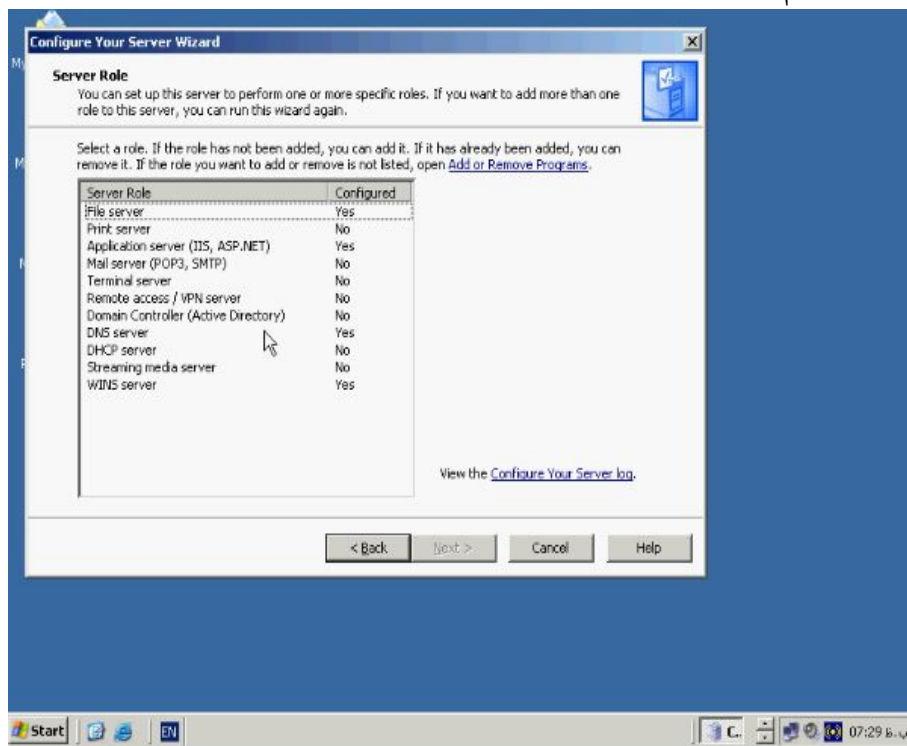 Configure Your Server Wizard
Server Role
You can set up this server to perform one or more specific roles. If you want to add more than one
role to this server, you can run this wizard again.
Select a role. If the role has not been added, you can add it. If it has already been added, you can
remove it. If the role you want to add or remove is not listed, open Add or Remove Programs.
Server Role Configured
File server Yes
Print server No
Application server (IIS, ASP.NET) Yes
Mail server (POP3, SMTP) No
Terminal server No
Remote access / VPN server No
Domain Controller (Active Directory) No
DNS server Yes
DHCP server No
Streaming media server No
WINS server Yes
View the Configure Your Server log.
< Back Next > Cancel Help
Start EN C... 07:29